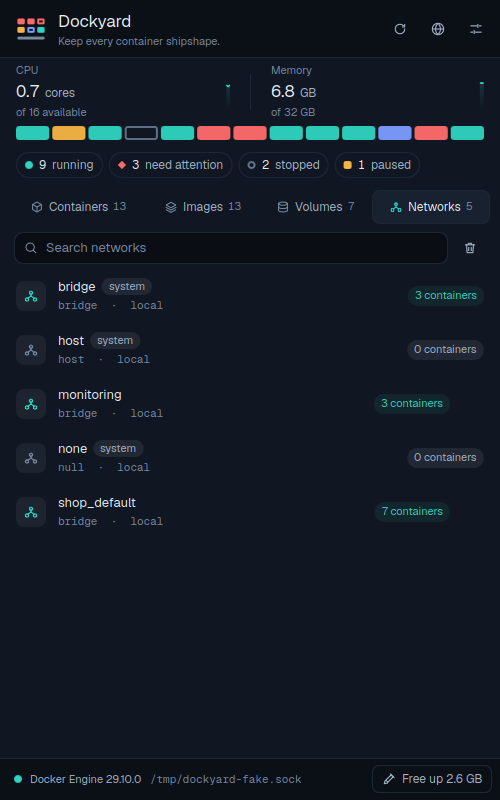 Dockyard
Keep every container shipshape.
CPU
0.7 cores
of 16 available
Memory
6.8 GB
of 32 GB
9 running
3 need attention
2 stopped
1 paused
Containers 13
Images 13
Volumes 7
Networks 5
Search networks
bridge system
bridge · local
3 containers
host system
host · local
0 containers
monitoring
bridge · local
3 containers
none system
null · local
0 containers
shop_default
bridge · local
7 containers
Docker Engine 29.10.0 /tmp/dockyard-fake.sock
Free up 2.6 GB